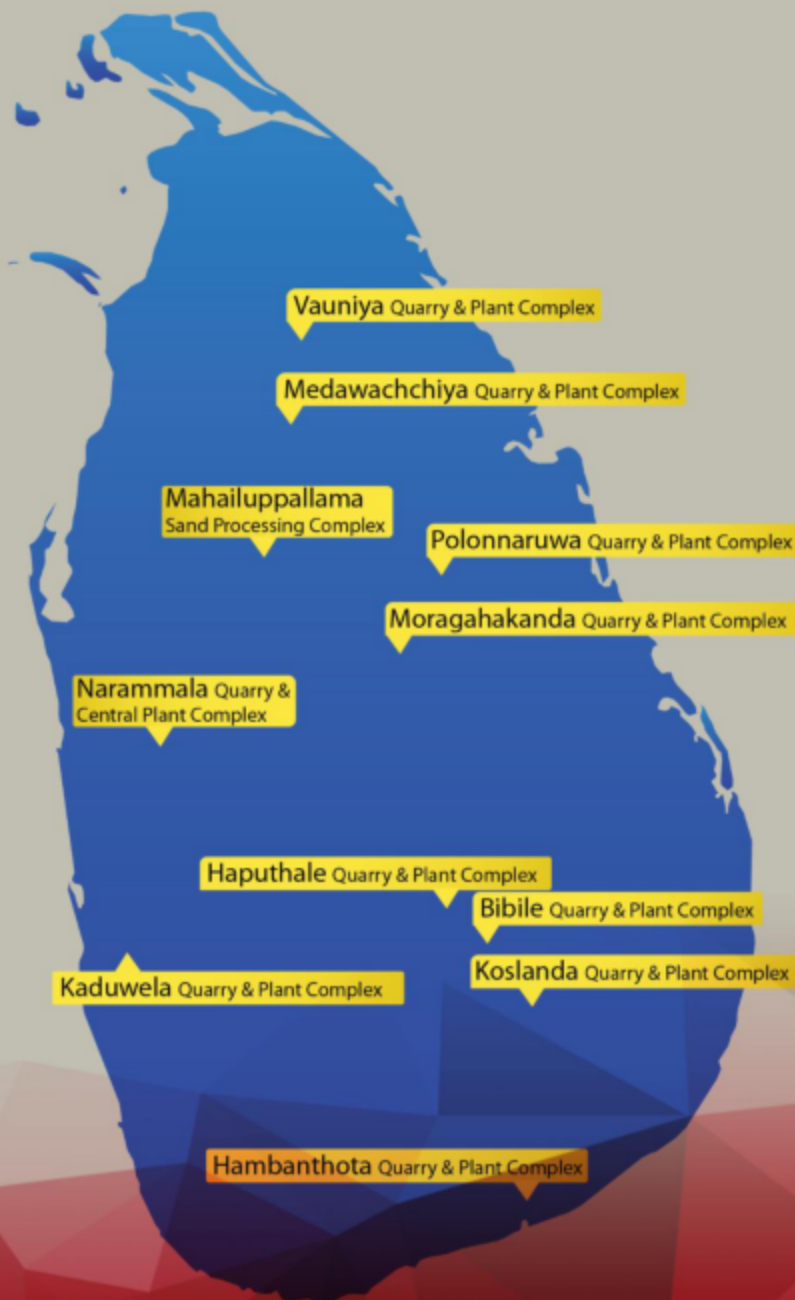 Vauniya Quarry & Plant Complex
Medawachchiya Quarry & Plant Complex
Mahailuppallama
Sand Processing Complex
Polonnaruwa Quarry & Plant Complex
Moragahakanda Quarry & Plant Complex
Narammala Quarry &
Central Plant Complex
Haputhale Quarry & Plant Complex
Bibile Quarry & Plant Complex
Koslanda Quarry & Plant Complex
Kaduwela Quarry & Plant Complex
Hambanthota Quarry & Plant Complex